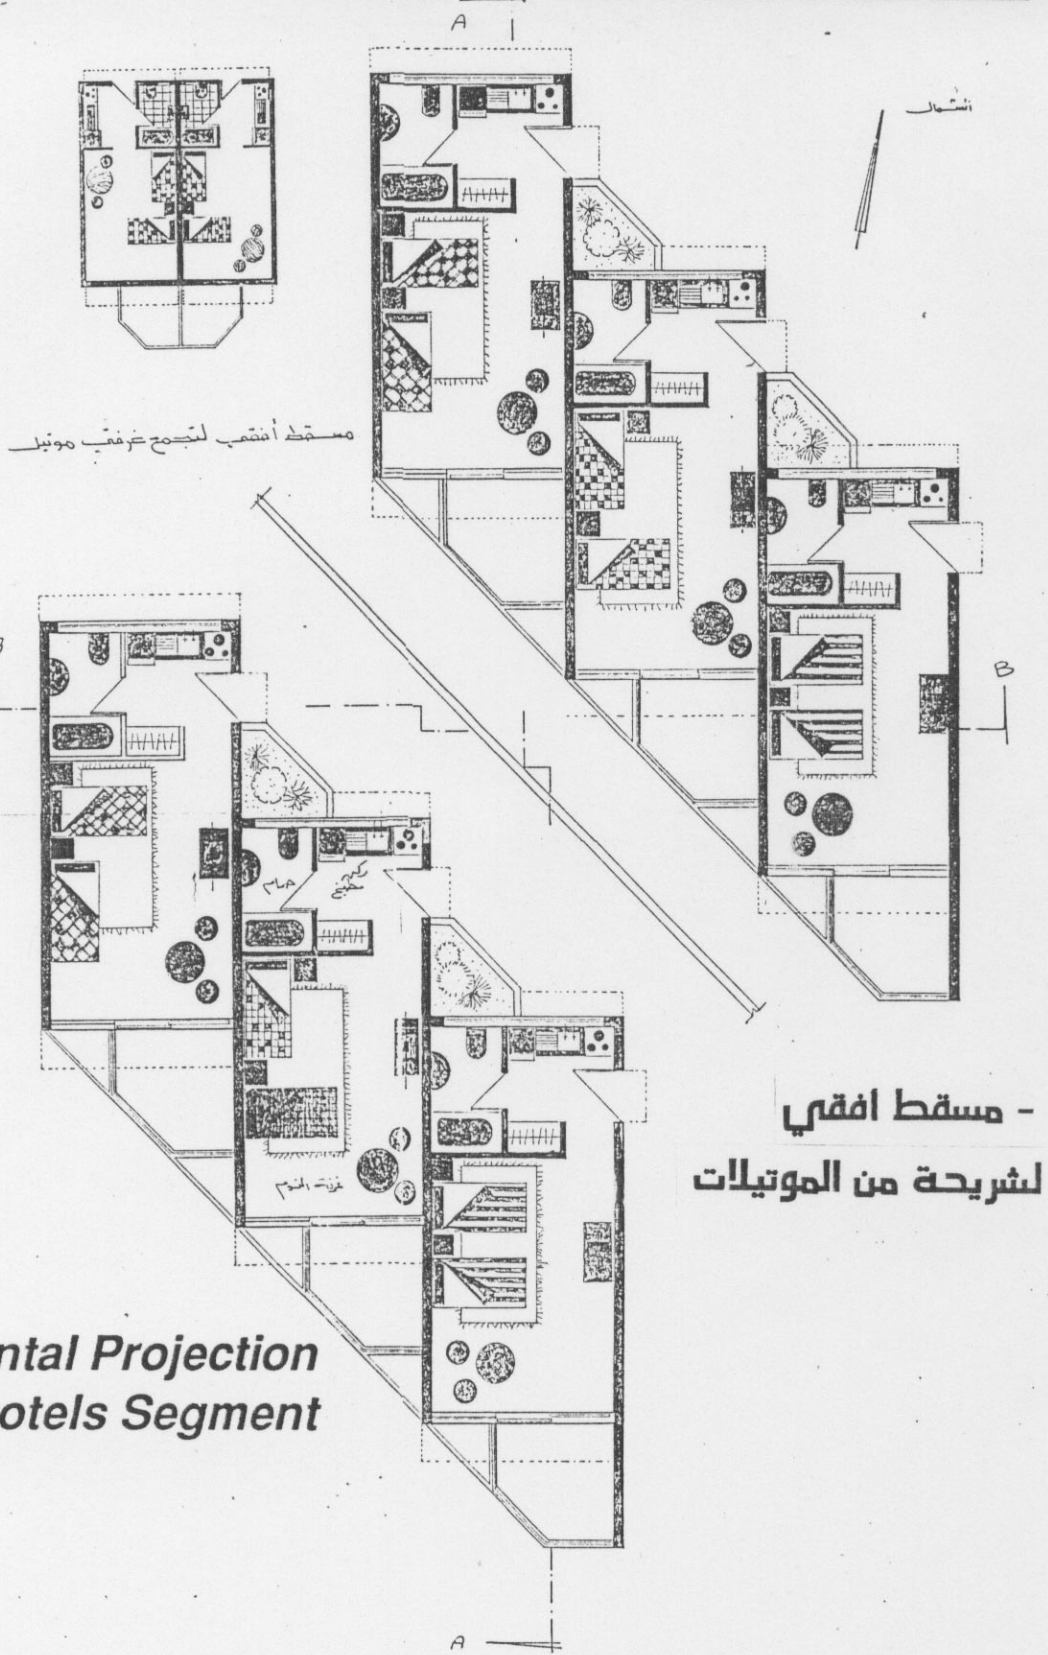 A
الشمال
مسقط أفقي لتجمع غرفتي موتيل
B
B
حمام
مطبخ
غرفة النوم
- مسقط افقي
لشريحة من الموتيلات
ntal Projection
otels Segment
A